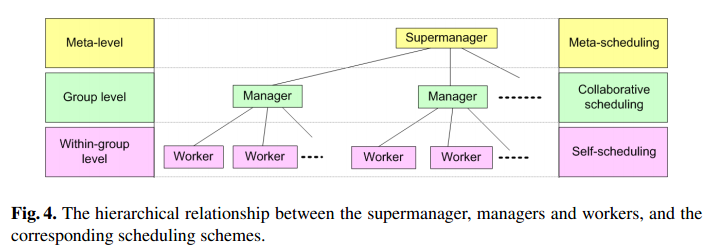 Meta-level
Supermanager
Meta-scheduling
Group level
Manager
Manager
Collaborative
scheduling
Within-group
level
Worker
Worker
Worker
Worker
Self-scheduling
Fig. 4. The hierarchical relationship between the supermanager, managers and workers, and the
corresponding scheduling schemes.